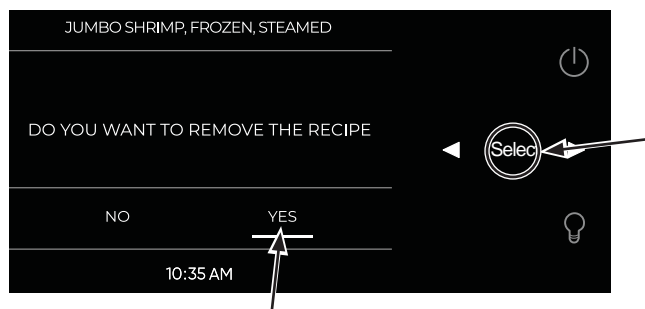 JUMBO SHRIMP, FROZEN, STEAMED
DO YOU WANT TO REMOVE THE RECIPE
Selec
NO YES
10:35 AM